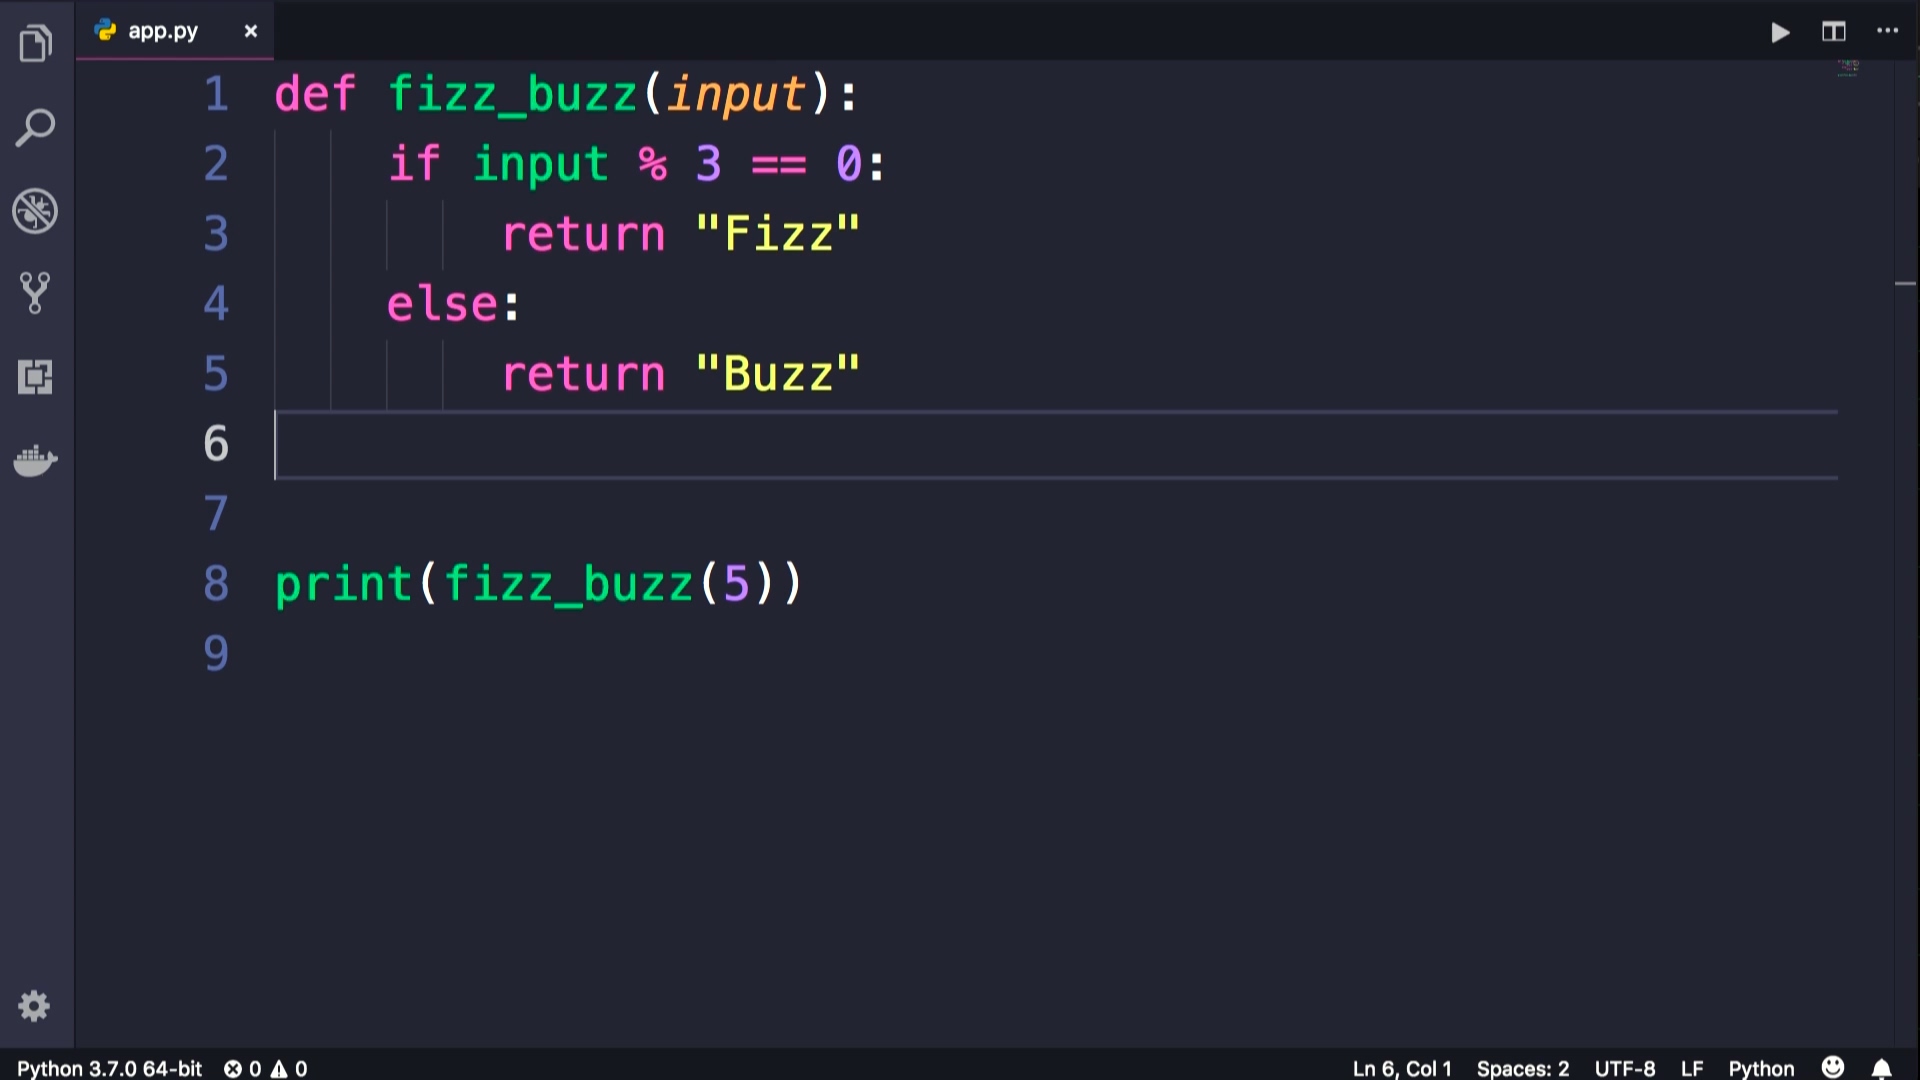 app.py ×
1 def fizz_buzz(input):
2     if input % 3 == 0:
3         return "Fizz"
4     else:
5         return "Buzz"
6
7
8 print(fizz_buzz(5))
9
Python 3.7.0 64-bit 0 0 Ln 6, Col 1 Spaces: 2 UTF-8 LF Python